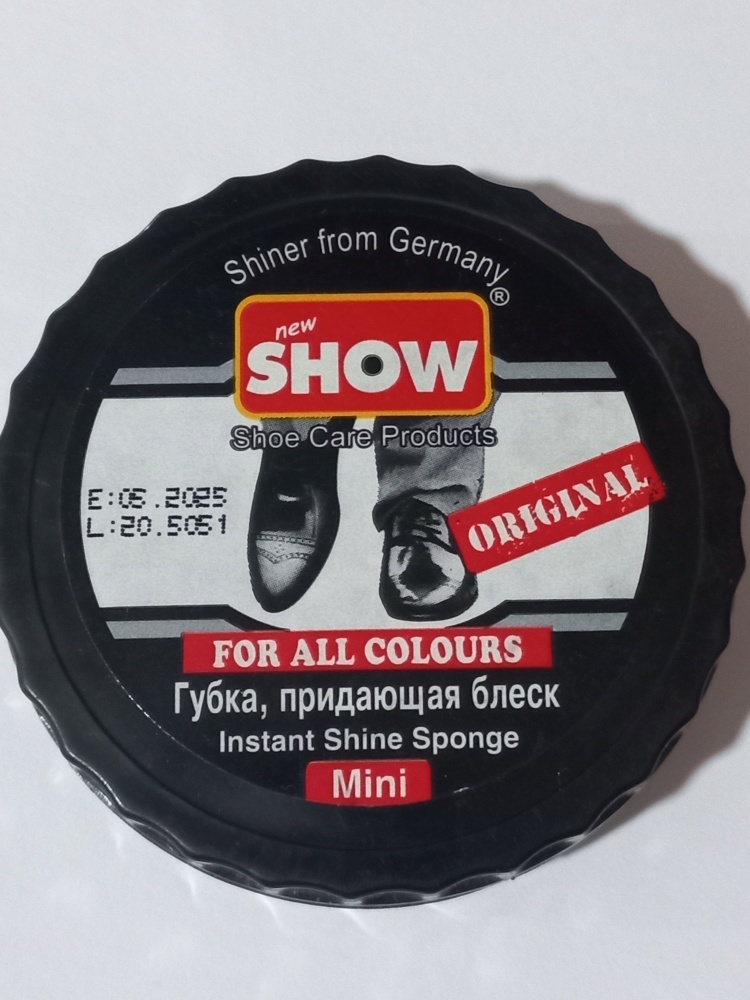 Shiner from Germany
®
new
SHOW
Shoe Care Products
E:05.2025
L:20.5051
ORIGINAL
FOR ALL COLOURS
Губка, придающая блеск
Instant Shine Sponge
Mini